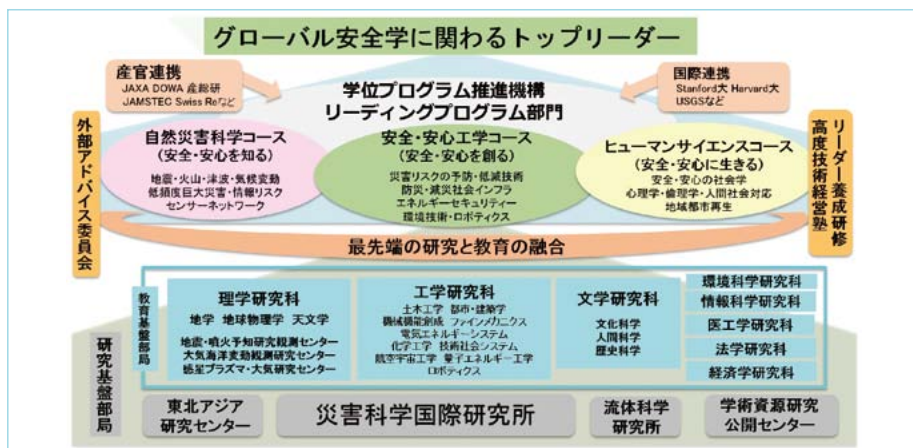 グローバル安全学に関わるトップリーダー
産官連携
JAXA DOWA 産総研
JAMSTEC Swiss Reなど
国際連携
Stanford大 Harvard大
USGSなど
学位プログラム推進機構
リーディングプログラム部門
外部アドバイス委員会
自然災害科学コース
(安全・安心を知る)
地震・火山・津波・気候変動
低頻度巨大災害・情報リスク
センサーネットワーク
安全・安心工学コース
(安全・安心を創る)
災害リスクの予防・低減技術
防災・減災社会インフラ
エネルギーセキュリティー
環境技術・ロボティクス
ヒューマンサイエンスコース
(安全・安心に生きる)
安全・安心の社会学
心理学・倫理学・人間社会対応
地域都市再生
リーダー養成研修
高度技術経営塾
最先端の研究と教育の融合
教育基盤部局
理学研究科
地学 地球物理学 天文学
地震・噴火予知研究観測センター
大気海洋変動観測研究センター
惑星プラズマ・大気研究センター
工学研究科
土木工学 都市・建築学
機械機能創成 ファインメカニクス
電気エネルギーシステム
化学工学 技術社会システム
航空宇宙工学 量子エネルギー工学
ロボティクス
文学研究科
文化科学
人間科学
歴史科学
環境科学研究科
情報科学研究科
医工学研究科
法学研究科
経済学研究科
研究基盤部局
東北アジア
研究センター
災害科学国際研究所
流体科学
研究所
学術資源研究
公開センター